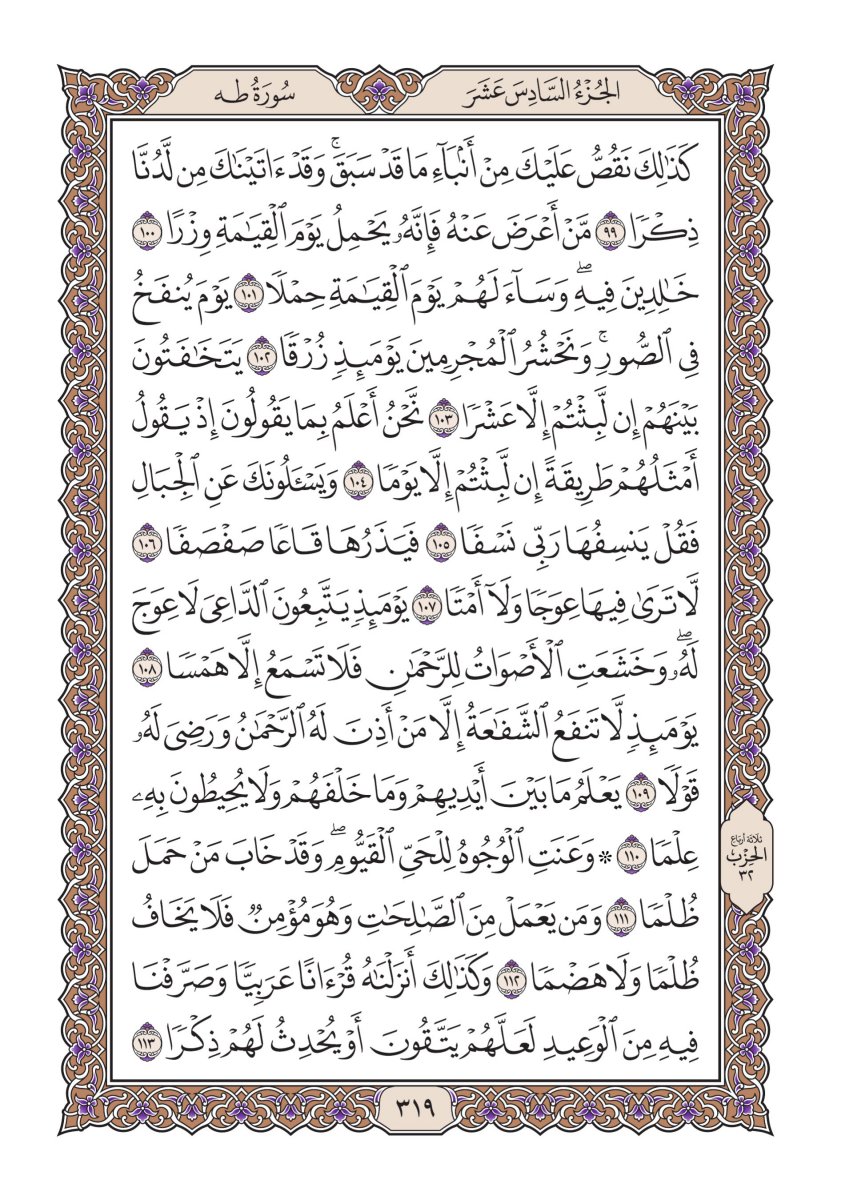 الجُزْءُ السَّادِسَ عَشَرَ
سُورَةُ طه
كَذَٰلِكَ نَقُصُّ عَلَيْكَ مِنْ أَنۢبَآءِ مَا قَدْ سَبَقَۚ وَقَدْ ءَاتَيْنَٰكَ مِن لَّدُنَّا
ذِكْرًا ٩٩ مَّنْ أَعْرَضَ عَنْهُ فَإِنَّهُۥ يَحْمِلُ يَوْمَ ٱلْقِيَٰمَةِ وِزْرًا ١٠٠
خَٰلِدِينَ فِيهِۖ وَسَآءَ لَهُمْ يَوْمَ ٱلْقِيَٰمَةِ حِمْلًا ١٠١ يَوْمَ يُنفَخُ
فِى ٱلصُّورِۚ وَنَحْشُرُ ٱلْمُجْرِمِينَ يَوْمَئِذٍ زُرْقًا ١٠٢ يَتَخَٰفَتُونَ
بَيْنَهُمْ إِن لَّبِثْتُمْ إِلَّا عَشْرًا ١٠٣ نَّحْنُ أَعْلَمُ بِمَا يَقُولُونَ إِذْ يَقُولُ
أَمْثَلُهُمْ طَرِيقَةً إِن لَّبِثْتُمْ إِلَّا يَوْمًا ١٠٤ وَيَسْـَٔلُونَكَ عَنِ ٱلْجِبَالِ
فَقُلْ يَنسِفُهَا رَبِّى نَسْفًا ١٠٥ فَيَذَرُهَا قَاعًا صَفْصَفًا ١٠٦
لَّا تَرَىٰ فِيهَا عِوَجًا وَلَآ أَمْتًا ١٠٧ يَوْمَئِذٍ يَتَّبِعُونَ ٱلدَّاعِىَ لَا عِوَجَ
لَهُۥۖ وَخَشَعَتِ ٱلْأَصْوَاتُ لِلرَّحْمَٰنِ فَلَا تَسْمَعُ إِلَّا هَمْسًا ١٠٨
يَوْمَئِذٍ لَّا تَنفَعُ ٱلشَّفَٰعَةُ إِلَّا مَنْ أَذِنَ لَهُ ٱلرَّحْمَٰنُ وَرَضِىَ لَهُۥ
قَوْلًا ١٠٩ يَعْلَمُ مَا بَيْنَ أَيْدِيهِمْ وَمَا خَلْفَهُمْ وَلَا يُحِيطُونَ بِهِۦ
عِلْمًا ١١٠ ۞ وَعَنَتِ ٱلْوُجُوهُ لِلْحَىِّ ٱلْقَيُّومِۖ وَقَدْ خَابَ مَنْ حَمَلَ
ظُلْمًا ١١١ وَمَن يَعْمَلْ مِنَ ٱلصَّٰلِحَٰتِ وَهُوَ مُؤْمِنٌ فَلَا يَخَافُ
ظُلْمًا وَلَا هَضْمًا ١١٢ وَكَذَٰلِكَ أَنزَلْنَٰهُ قُرْءَانًا عَرَبِيًّا وَصَرَّفْنَا
فِيهِ مِنَ ٱلْوَعِيدِ لَعَلَّهُمْ يَتَّقُونَ أَوْ يُحْدِثُ لَهُمْ ذِكْرًا ١١٣
ثلاثة أرباع
الحِزْبُ
٣٢
٣١٩